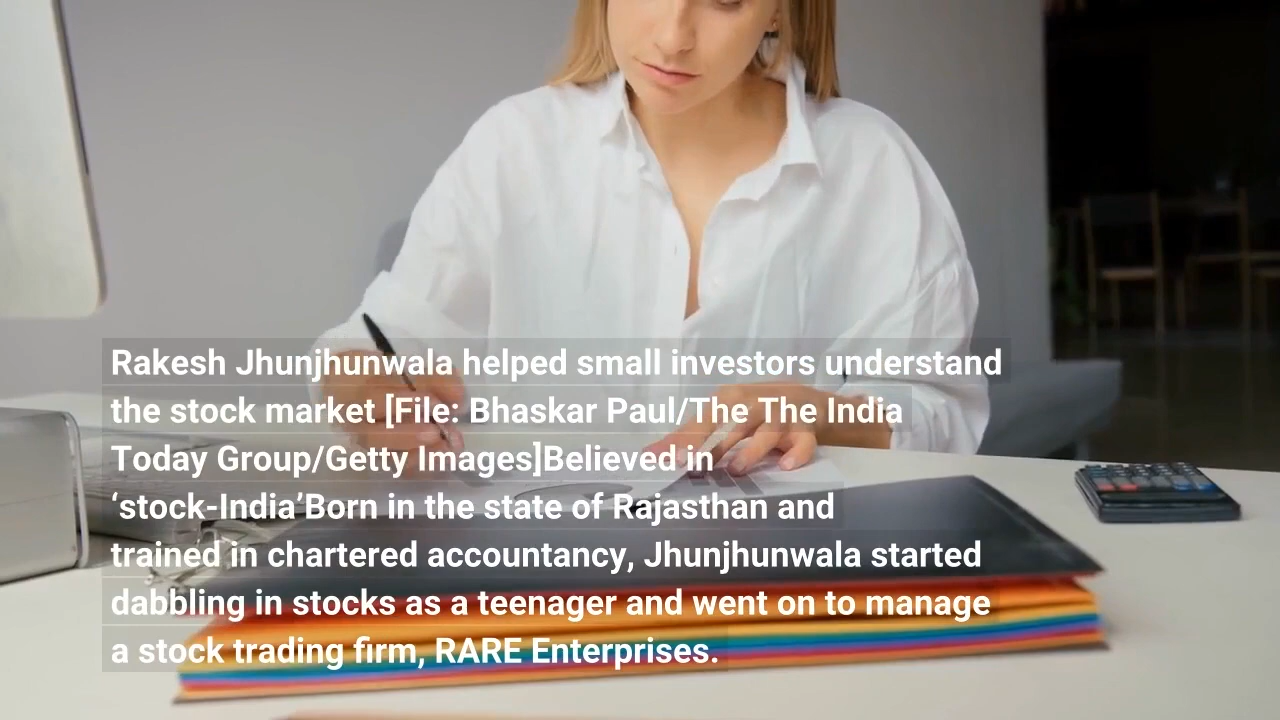 Rakesh Jhunjhunwala helped small investors understand
the stock market [File: Bhaskar Paul/The The India
Today Group/Getty Images]Believed in
‘stock-India’Born in the state of Rajasthan and
trained in chartered accountancy, Jhunjhunwala started
dabbling in stocks as a teenager and went on to manage
a stock trading firm, RARE Enterprises.